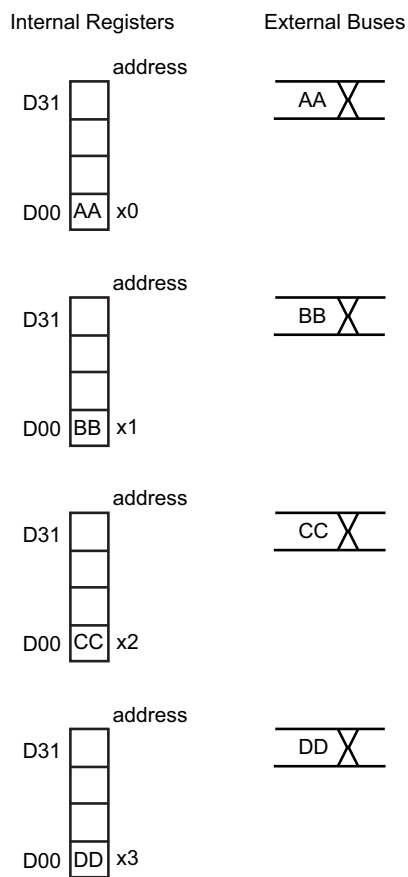 Internal Registers External Buses
address
D31 AA
D00 AA x0
address
D31 BB
D00 BB x1
address
D31 CC
D00 CC x2
address
D31 DD
D00 DD x3